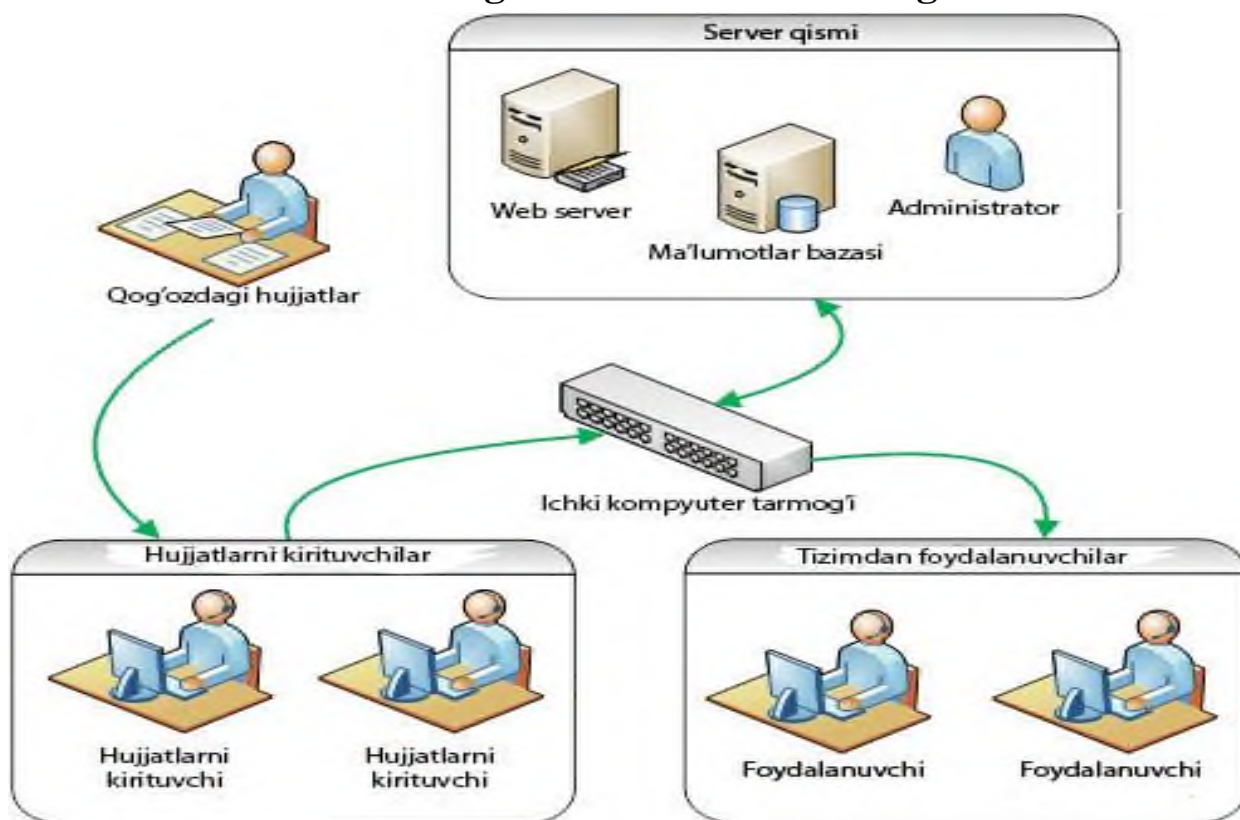 Server qismi
Web server
Ma'lumotlar bazasi
Administrator
Qog'ozdagi hujjatlar
Ichki kompyuter tarmog'i
Hujjatlarni kirituvchilar
Hujjatlarni
kirituvchi
Hujjatlarni
kirituvchi
Tizimdan foydalanuvchilar
Foydalanuvchi
Foydalanuvchi